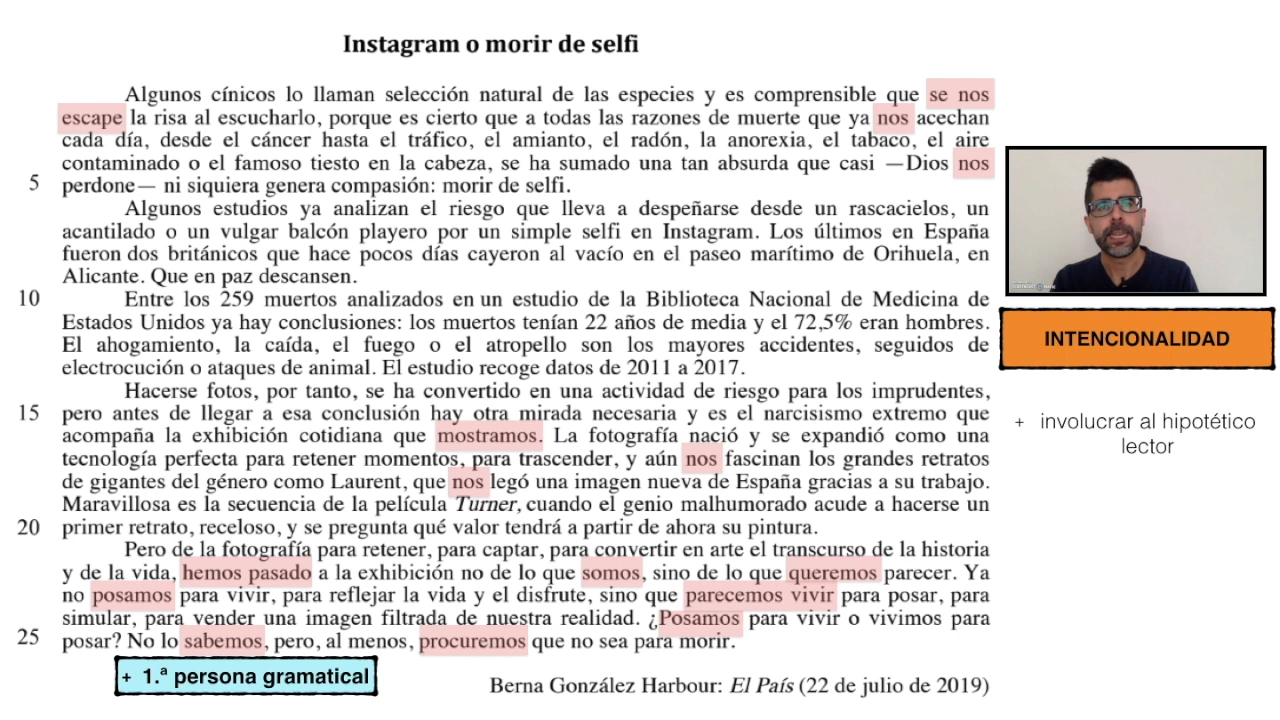 Instagram o morir de selfi
Algunos cínicos lo llaman selección natural de las especies y es comprensible que se nos
escape la risa al escucharlo, porque es cierto que a todas las razones de muerte que ya nos acechan
cada día, desde el cáncer hasta el tráfico, el amianto, el radón, la anorexia, el tabaco, el aire
contaminado o el famoso tiesto en la cabeza, se ha sumado una tan absurda que casi —Dios nos
5 perdone— ni siquiera genera compasión: morir de selfi.
Algunos estudios ya analizan el riesgo que lleva a despeñarse desde un rascacielos, un
acantilado o un vulgar balcón playero por un simple selfi en Instagram. Los últimos en España
fueron dos británicos que hace pocos días cayeron al vacío en el paseo marítimo de Orihuela, en
Alicante. Que en paz descansen.
10 Entre los 259 muertos analizados en un estudio de la Biblioteca Nacional de Medicina de
Estados Unidos ya hay conclusiones: los muertos tenían 22 años de media y el 72,5% eran hombres.
El ahogamiento, la caída, el fuego o el atropello son los mayores accidentes, seguidos de
electrocución o ataques de animal. El estudio recoge datos de 2011 a 2017.
Hacerse fotos, por tanto, se ha convertido en una actividad de riesgo para los imprudentes,
15 pero antes de llegar a esa conclusión hay otra mirada necesaria y es el narcisismo extremo que
acompaña la exhibición cotidiana que mostramos. La fotografía nació y se expandió como una
tecnología perfecta para retener momentos, para trascender, y aún nos fascinan los grandes retratos
de gigantes del género como Laurent, que nos legó una imagen nueva de España gracias a su trabajo.
Maravillosa es la secuencia de la película Turner, cuando el genio malhumorado acude a hacerse un
20 primer retrato, receloso, y se pregunta qué valor tendrá a partir de ahora su pintura.
Pero de la fotografía para retener, para captar, para convertir en arte el transcurso de la historia
y de la vida, hemos pasado a la exhibición no de lo que somos, sino de lo que queremos parecer. Ya
no posamos para vivir, para reflejar la vida y el disfrute, sino que parecemos vivir para posar, para
simular, para vender una imagen filtrada de nuestra realidad. ¿Posamos para vivir o vivimos para
25 posar? No lo sabemos, pero, al menos, procuremos que no sea para morir.
+ 1.ª persona gramatical
Berna González Harbour: El País (22 de julio de 2019)
INTENCIONALIDAD
+ involucrar al hipotético
lector